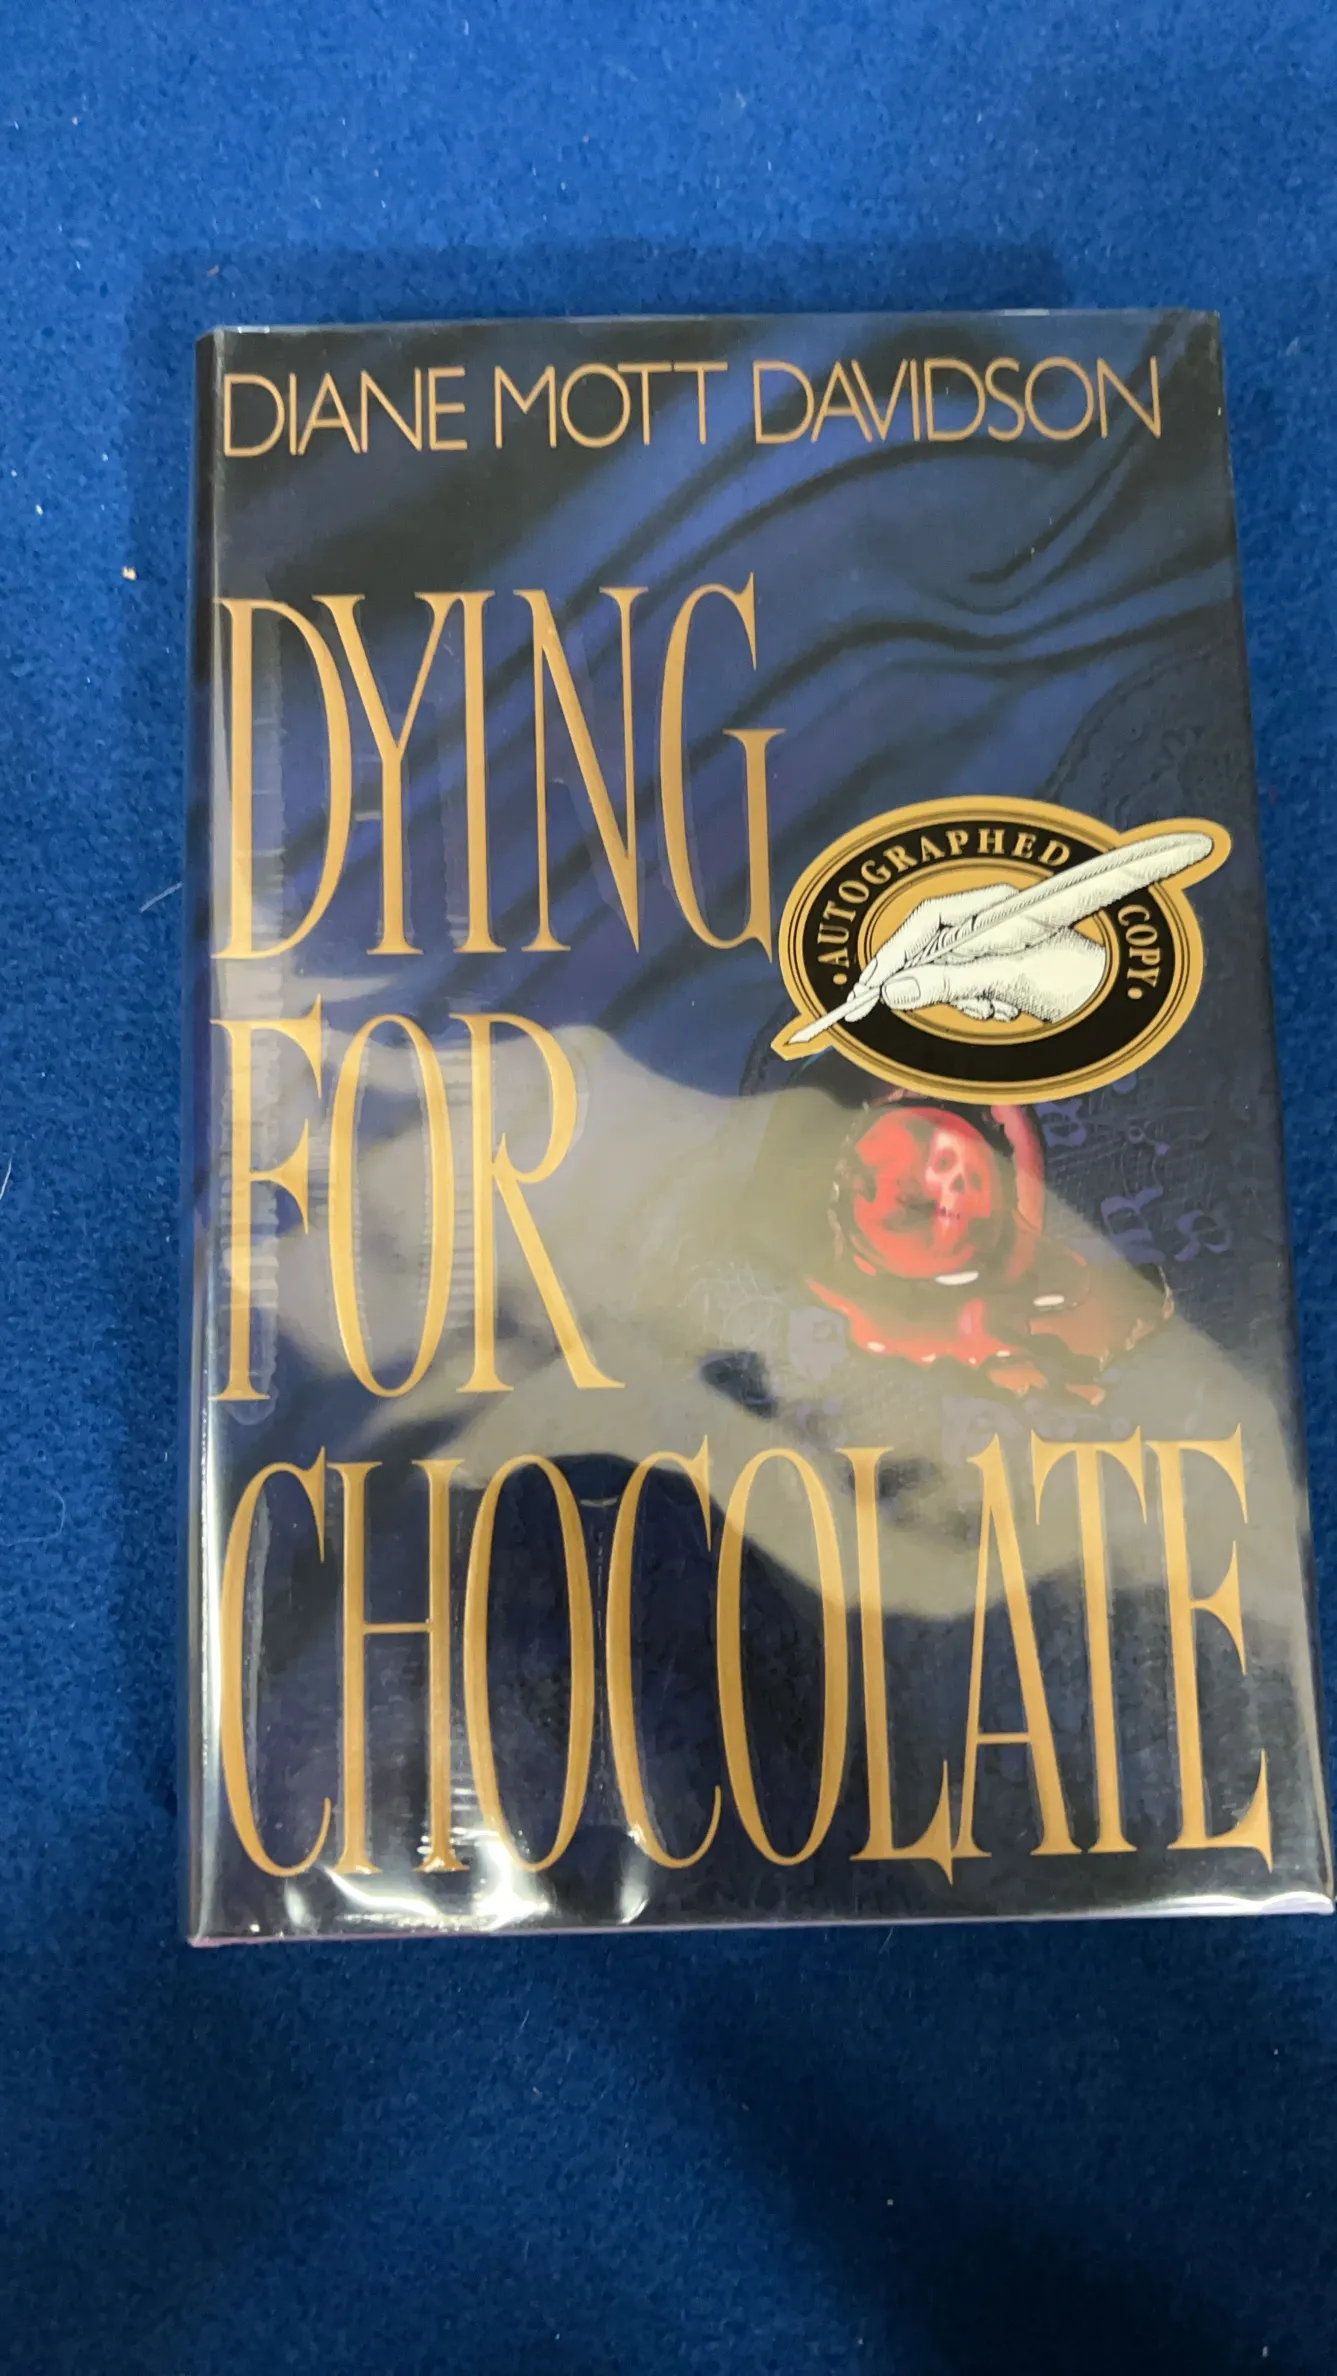 DIANE MOTT DAVIDSON
DYING
FOR
CHOCOLATE
·AUTOGRAPHED COPY·